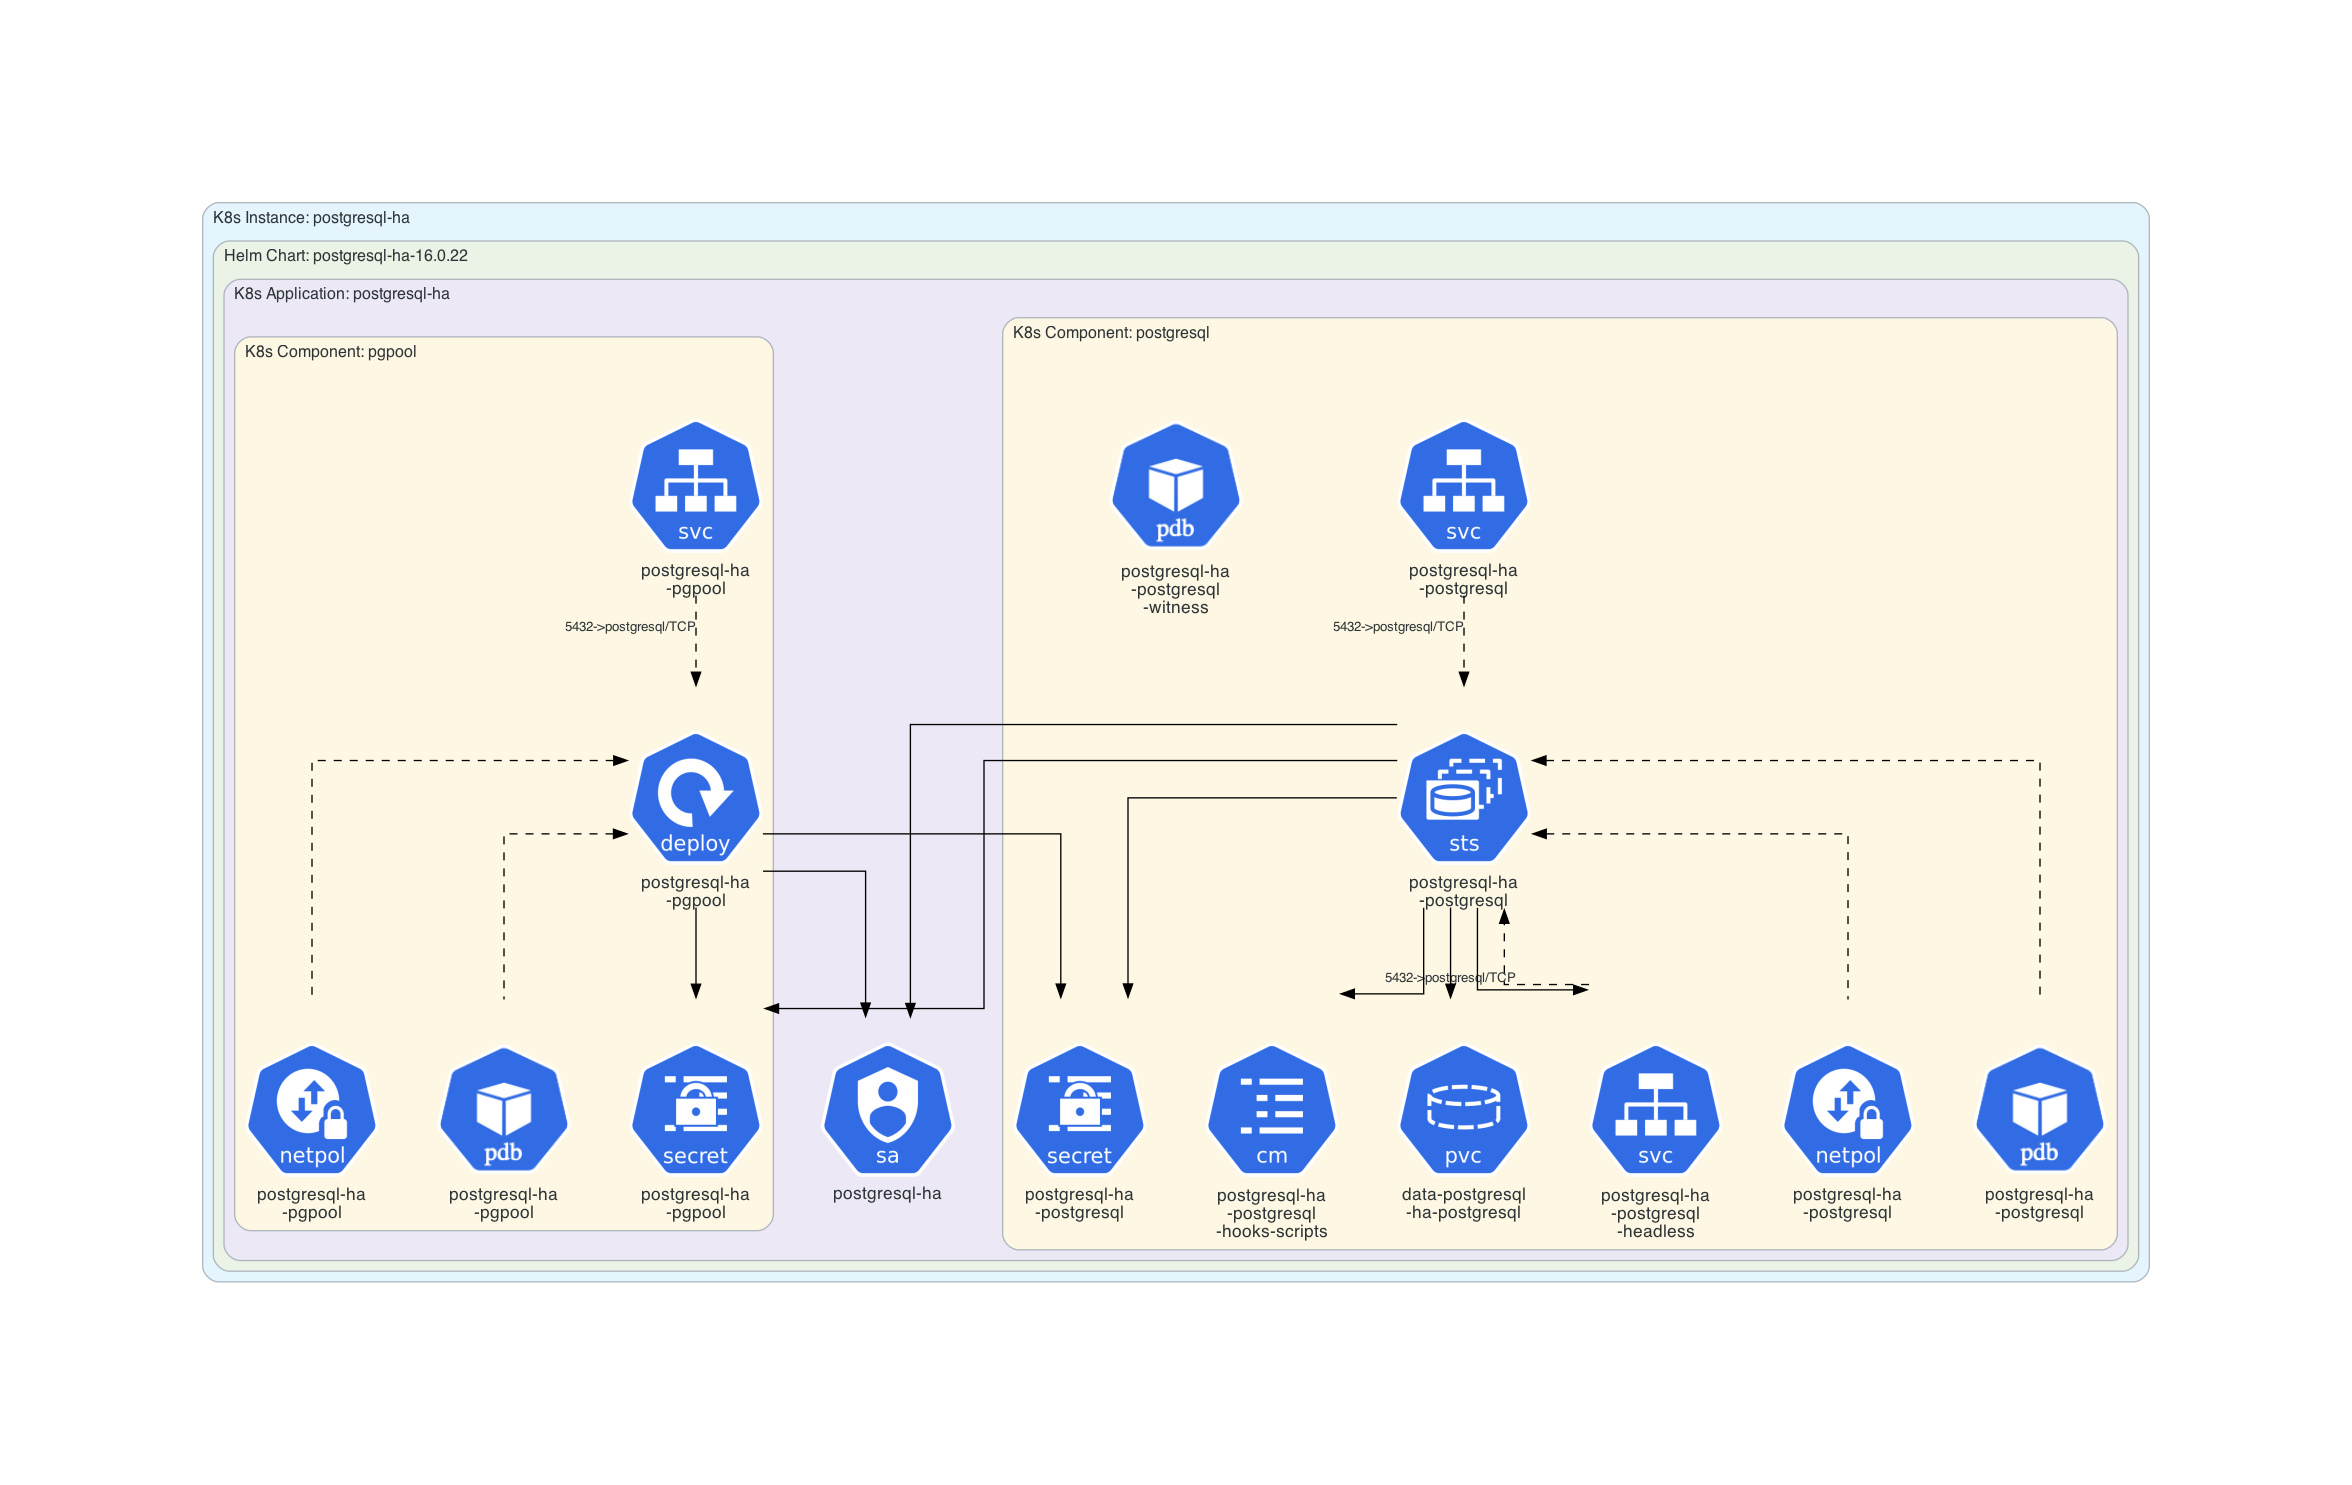 K8s Instance: postgresql-ha
Helm Chart: postgresql-ha-16.0.22
K8s Application: postgresql-ha
K8s Component: pgpool
K8s Component: postgresql
svc
postgresql-ha
-pgpool
5432->postgresql/TCP
pdb
postgresql-ha
-postgresql
-witness
svc
postgresql-ha
-postgresql
5432->postgresql/TCP
deploy
postgresql-ha
-pgpool
sts
postgresql-ha
-postgresql
5432->postgresql/TCP
netpol
postgresql-ha
-pgpool
pdb
postgresql-ha
-pgpool
secret
postgresql-ha
-pgpool
sa
postgresql-ha
secret
postgresql-ha
-postgresql
cm
postgresql-ha
-postgresql
-hooks-scripts
pvc
data-postgresql
-ha-postgresql
svc
postgresql-ha
-postgresql
-headless
netpol
postgresql-ha
-postgresql
pdb
postgresql-ha
-postgresql